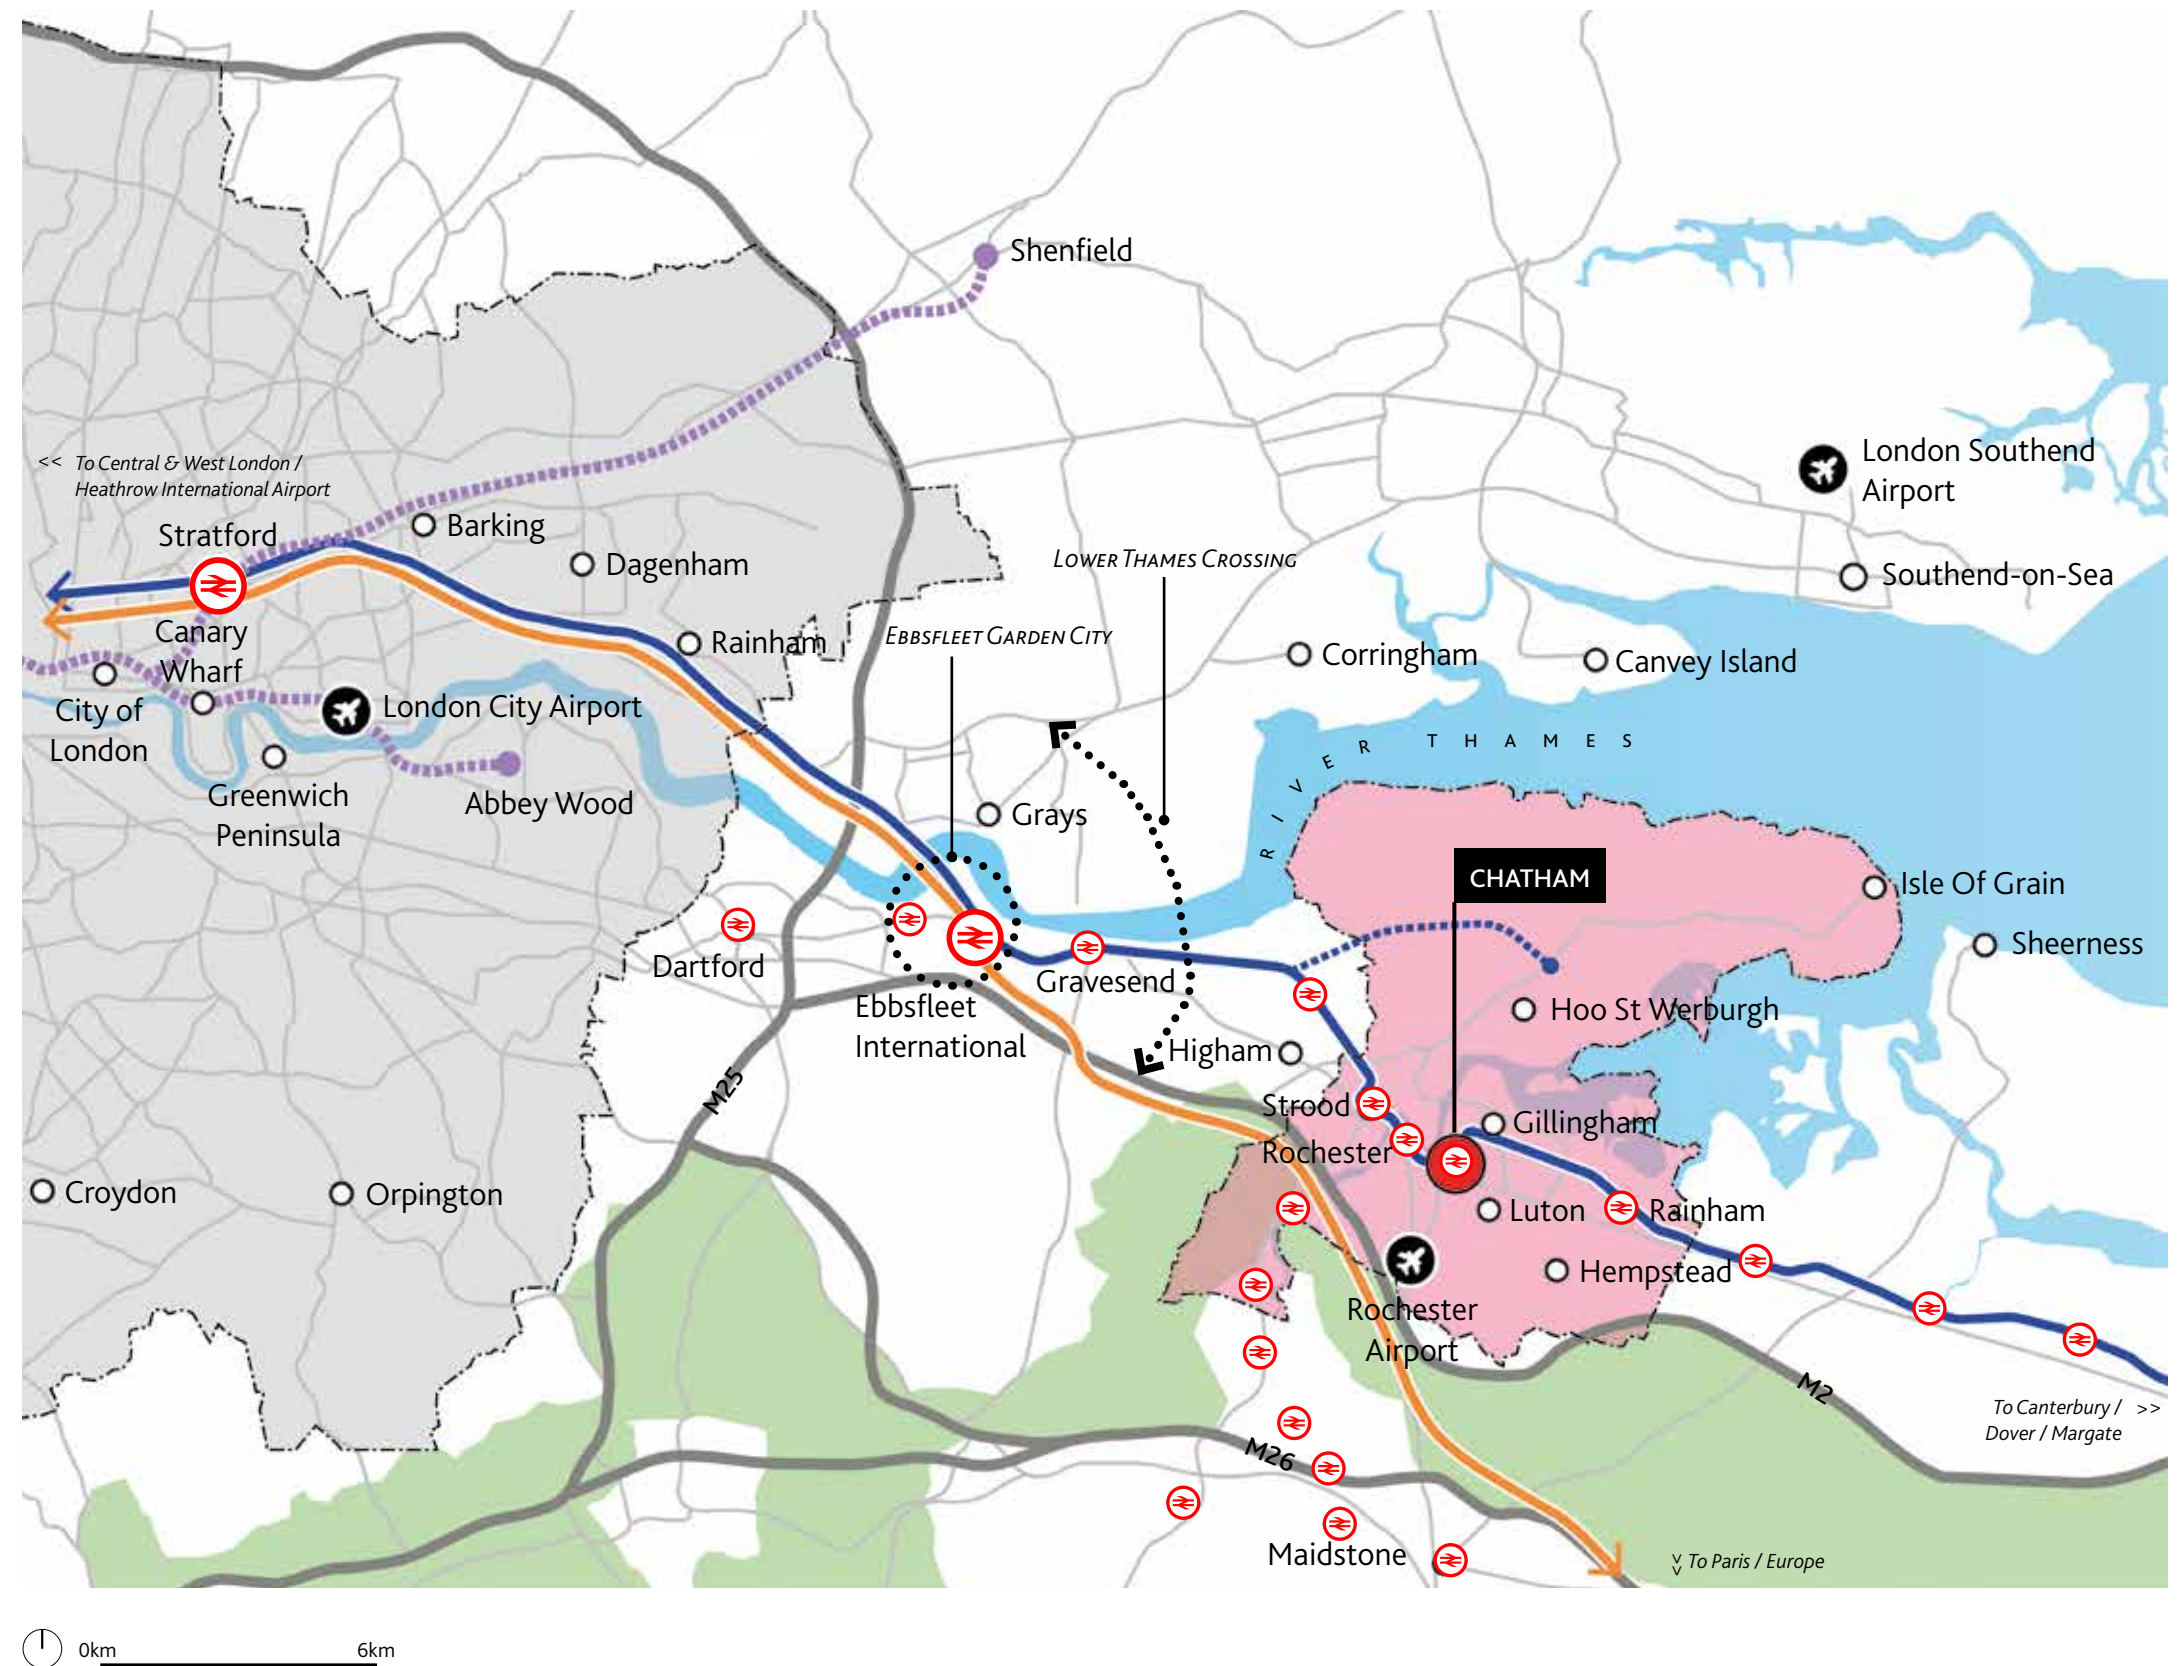 Shenfield
London Southend
Airport
<< To Central & West London /
Heathrow International Airport
Stratford
Barking
Dagenham
LOWER THAMES CROSSING
Southend-on-Sea
Canary
Wharf
Rainham
EBBSFLEET GARDEN CITY
Corringham
Canvey Island
City of
London
London City Airport
RIVER THAMES
Greenwich
Peninsula
Abbey Wood
Grays
CHATHAM
Isle Of Grain
Sheerness
Dartford
Gravesend
Ebbsfleet
International
Hoo St Werburgh
Higham
M25
Strood
Gillingham
Rochester
Croydon
Orpington
Luton
Rainham
Hempstead
Rochester
Airport
M2
To Canterbury / >>
Dover / Margate
M26
Maidstone
>> To Paris / Europe
0km 6km